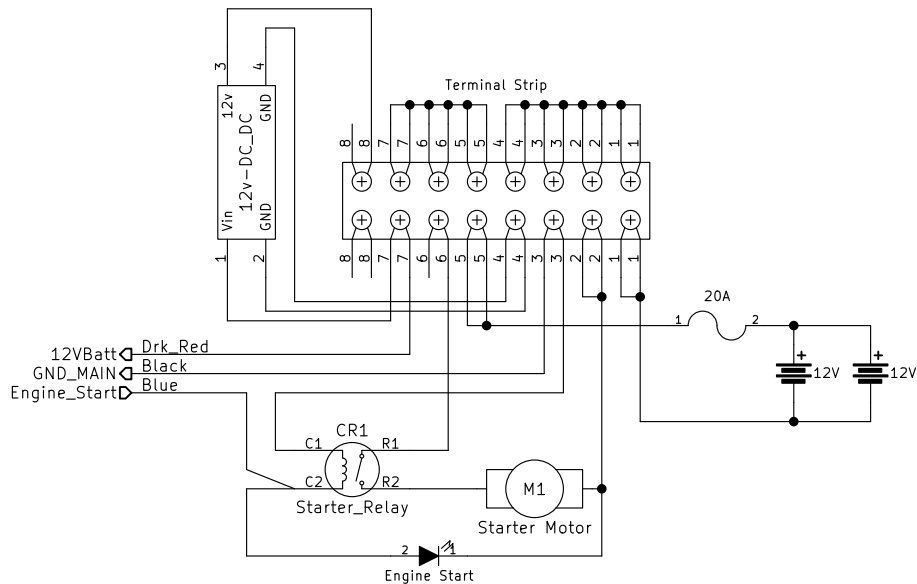 Terminal Strip
3 4
12v GND
12v-DC_DC
Vin GND
1 2
8 8 7 7 6 6 5 5 4 4 3 3 2 2 1 1
8 8 7 7 6 6 5 5 4 4 3 3 2 2 1 1
20A
1 2
+ +
12V 12V
12VBatt Drk_Red
GND_MAIN Black
Engine_Start Blue
CR1
C1 R1
C2 R2
Starter_Relay
M1
Starter Motor
2 1
Engine Start